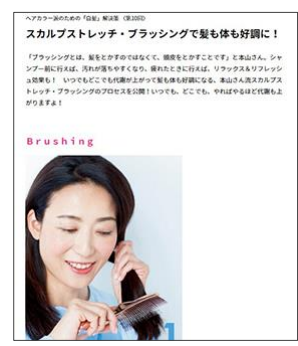 ヘアカラー派のための「白髪」解決策（第10回）
スカルプストレッチ・ブラッシングで髪も体も好調に！
「ブラッシングとは、髪をとかすのではなくて、頭皮をとかすことです」と本山さん。シャ
ンプー前に行えば、汚れが落ちやすくなり、疲れたときに行えば、リラックス＆リフレッシ
ュ効果も！　いつでもどこでも代謝が上がって髪も体も好調になる、本山さん流スカルプス
トレッチ・ブラッシングのプロセスを公開！いつでも、どこでも、やればやるほど代謝も上
がりますよ！
Brushing
1